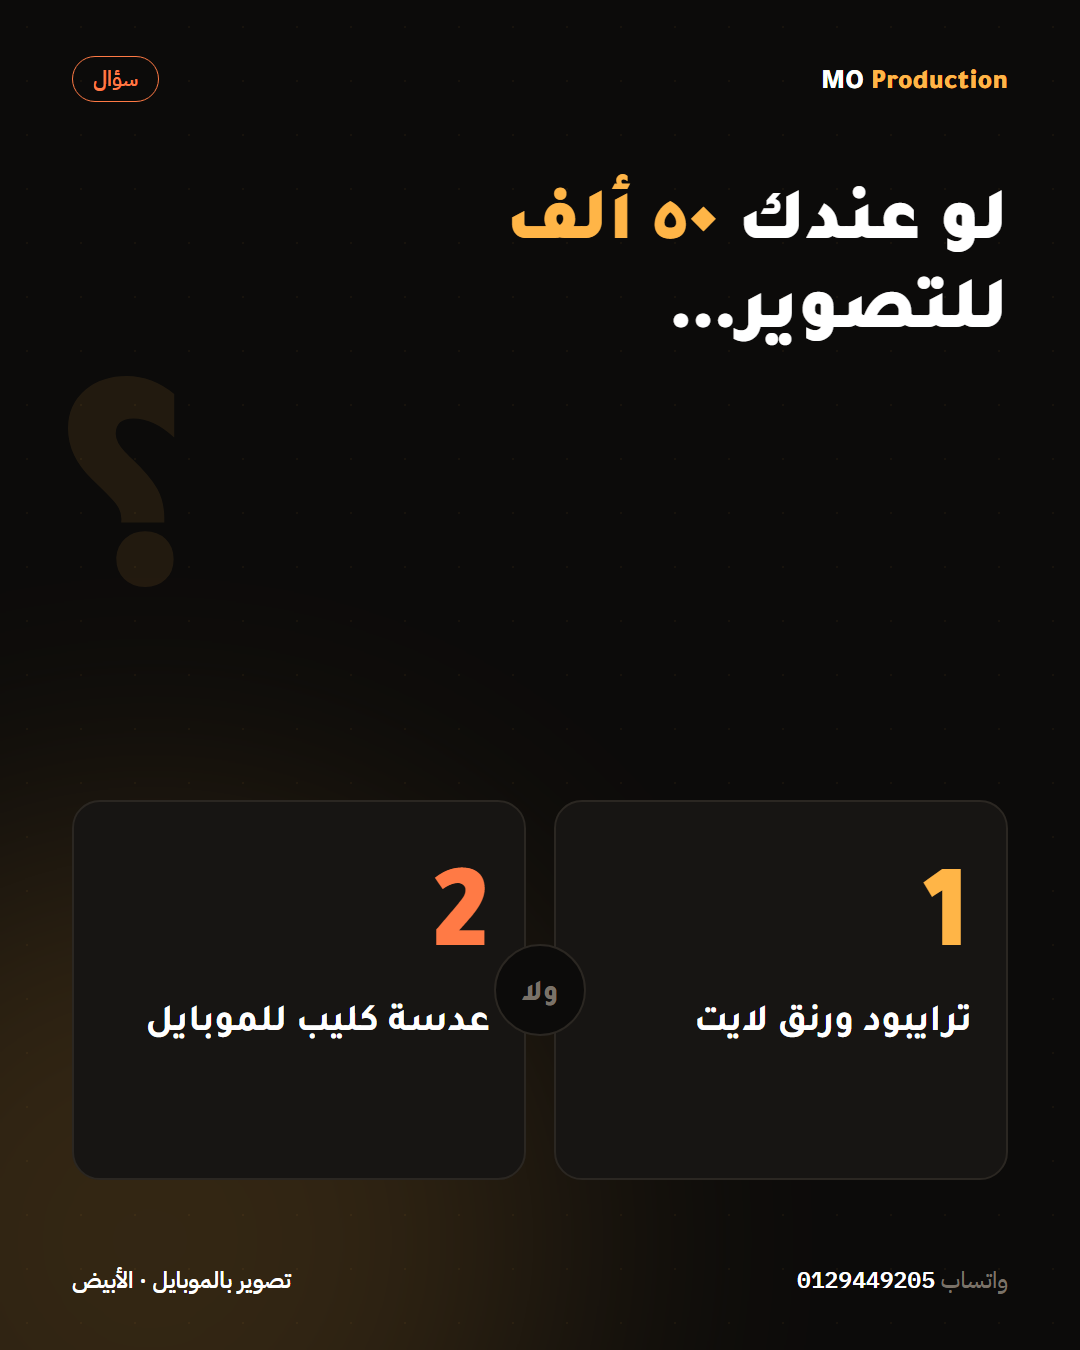 MO Production
سؤال
لو عندك ٥٠ ألف
للتصوير...
؟
1
ترايبود ورنق لايت
ولا
2
عدسة كليب للموبايل
واتساب 0129449205
تصوير بالموبايل · الأبيض